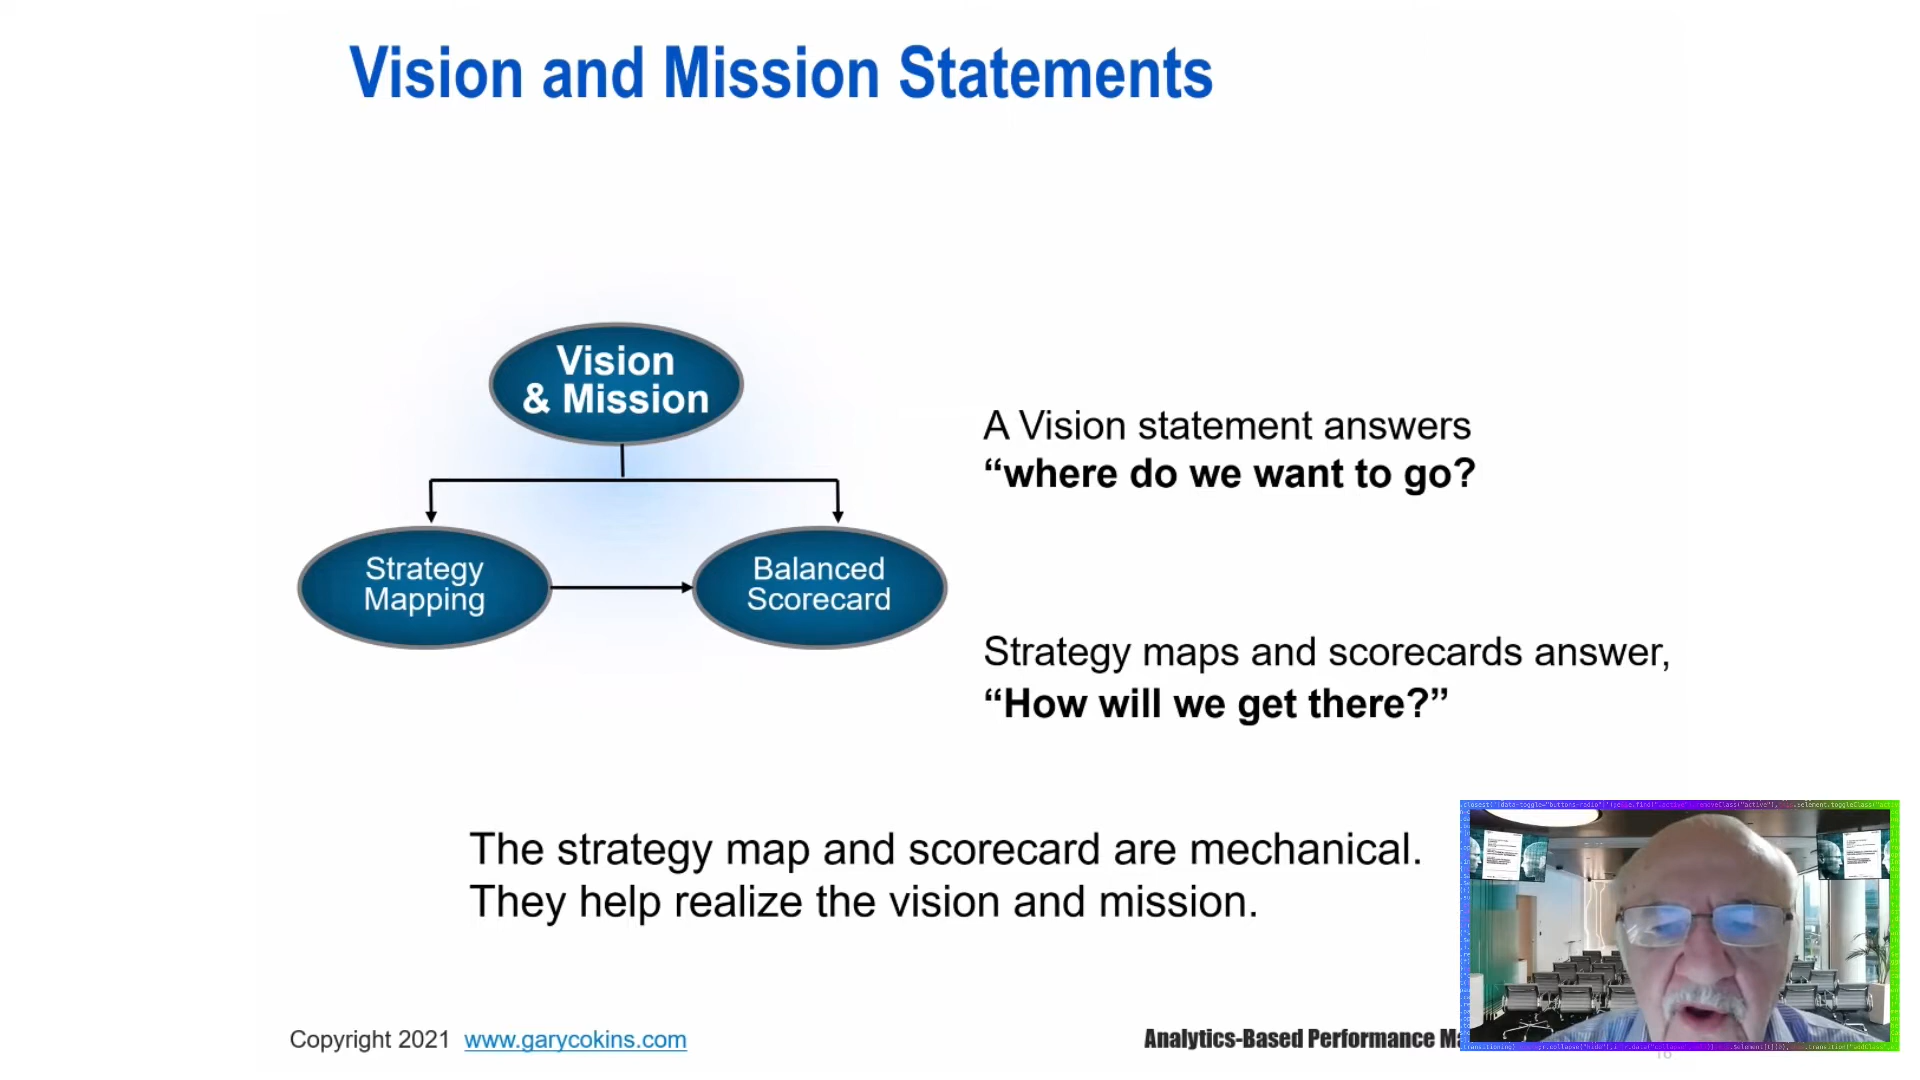 Vision and Mission Statements
Vision
& Mission
Strategy
Mapping
Balanced
Scorecard
A Vision statement answers
“where do we want to go?
Strategy maps and scorecards answer,
“How will we get there?”
The strategy map and scorecard are mechanical.
They help realize the vision and mission.
Copyright 2021 www.garycokins.com
Analytics-Based Performance